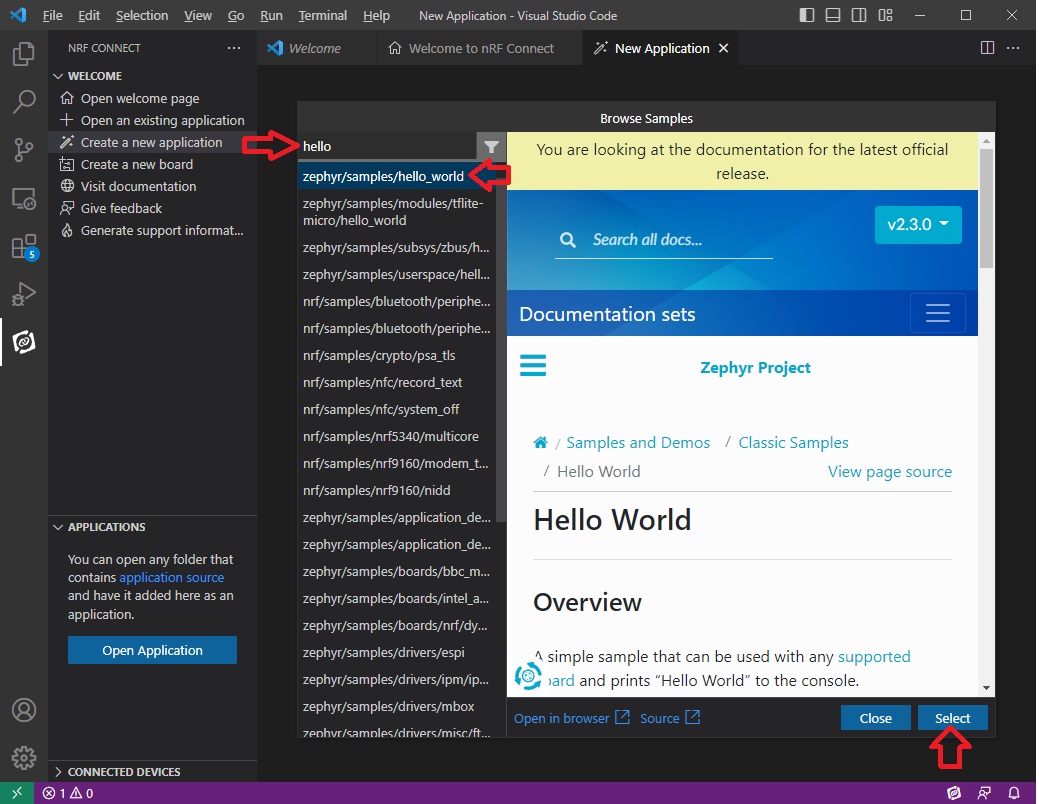 File Edit Selection View Go Run Terminal Help New Application - Visual Studio Code
NRF CONNECT ...
Welcome
Welcome to nRF Connect
New Application
WELCOME
Open welcome page
Open an existing application
Create a new application
Create a new board
Visit documentation
Give feedback
Generate support informat...
5
APPLICATIONS
You can open any folder that
contains application source
and have it added here as an
application.
Open Application
CONNECTED DEVICES
Browse Samples
hello
zephyr/samples/hello_world
zephyr/samples/modules/tflite-
micro/hello_world
zephyr/samples/subsys/zbus/h...
zephyr/samples/userspace/hell...
nrf/samples/bluetooth/periphe...
nrf/samples/bluetooth/periphe...
nrf/samples/crypto/psa_tls
nrf/samples/nfc/record_text
nrf/samples/nfc/system_off
nrf/samples/nrf5340/multicore
nrf/samples/nrf9160/modem_t...
nrf/samples/nrf9160/nidd
zephyr/samples/application_de...
zephyr/samples/application_de...
zephyr/samples/boards/bbc_m...
zephyr/samples/boards/intel_a...
zephyr/samples/boards/nrf/dy...
zephyr/samples/drivers/espi
zephyr/samples/drivers/ipm/ip...
zephyr/samples/drivers/mbox
zephyr/samples/drivers/misc/ft...
You are looking at the documentation for the latest official
release.
v2.3.0
Search all docs...
Documentation sets
Zephyr Project
/ Samples and Demos / Classic Samples
/ Hello World View page source
Hello World
Overview
A simple sample that can be used with any supported
board and prints “Hello World” to the console.
Open in browser Source Close Select
1 0